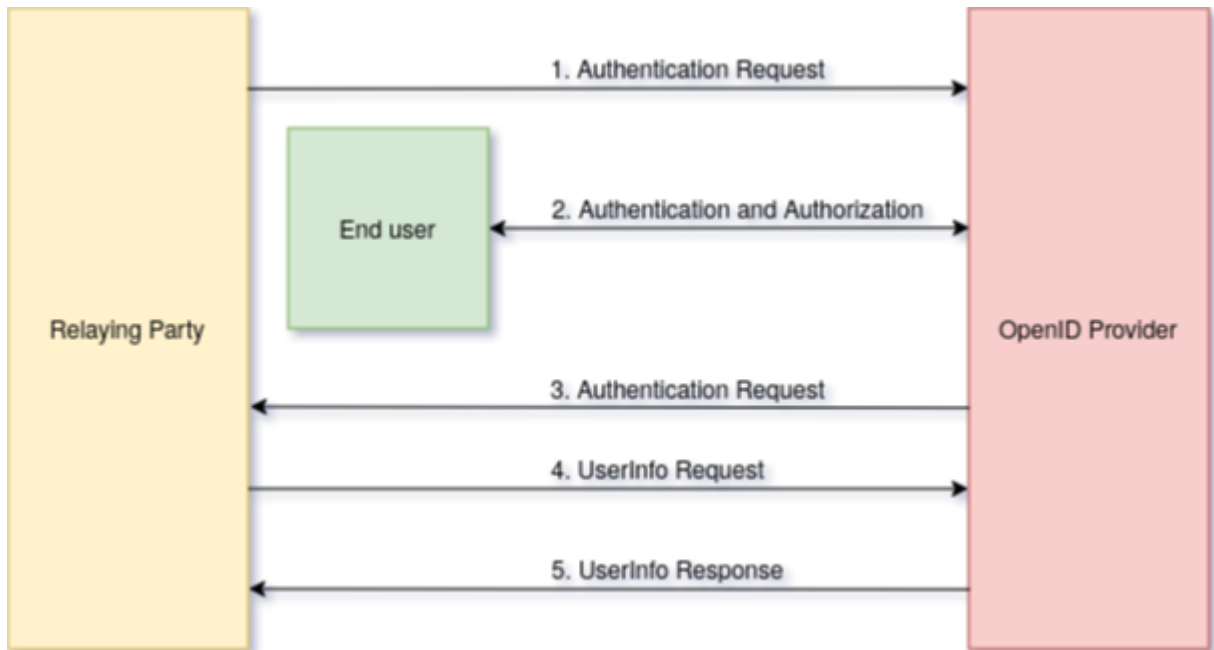 1. Authentication Request
End user
2. Authentication and Authorization
Relaying Party
OpenID Provider
3. Authentication Request
4. UserInfo Request
5. UserInfo Response